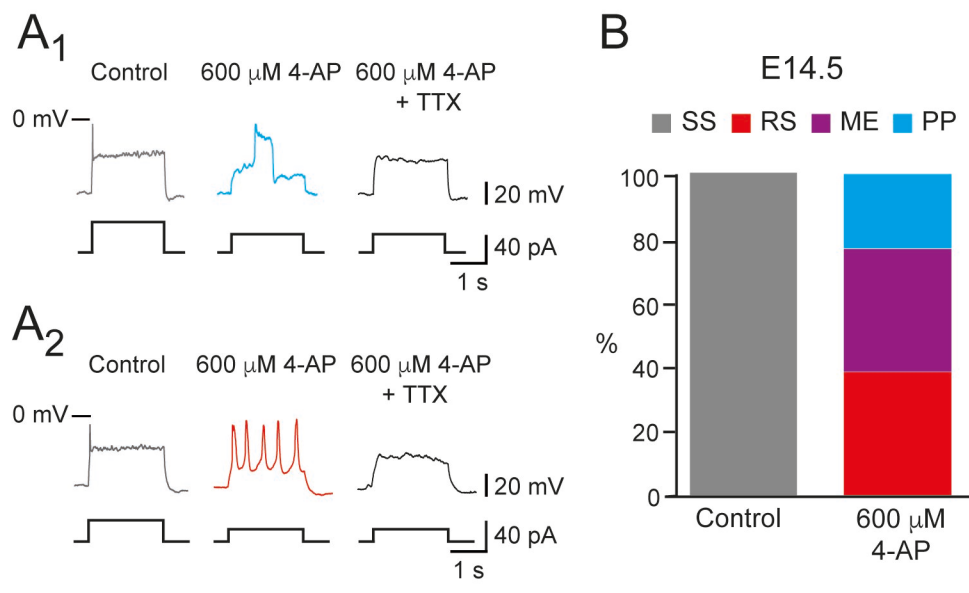 A1
Control
600 μM 4-AP
600 μM 4-AP
+ TTX
0 mV
20 mV
40 pA
1 s
A2
Control
600 μM 4-AP
600 μM 4-AP
+ TTX
0 mV
20 mV
40 pA
1 s
B
E14.5
SS RS ME PP
100
80
60
%
40
20
0
Control
600 μM
4-AP